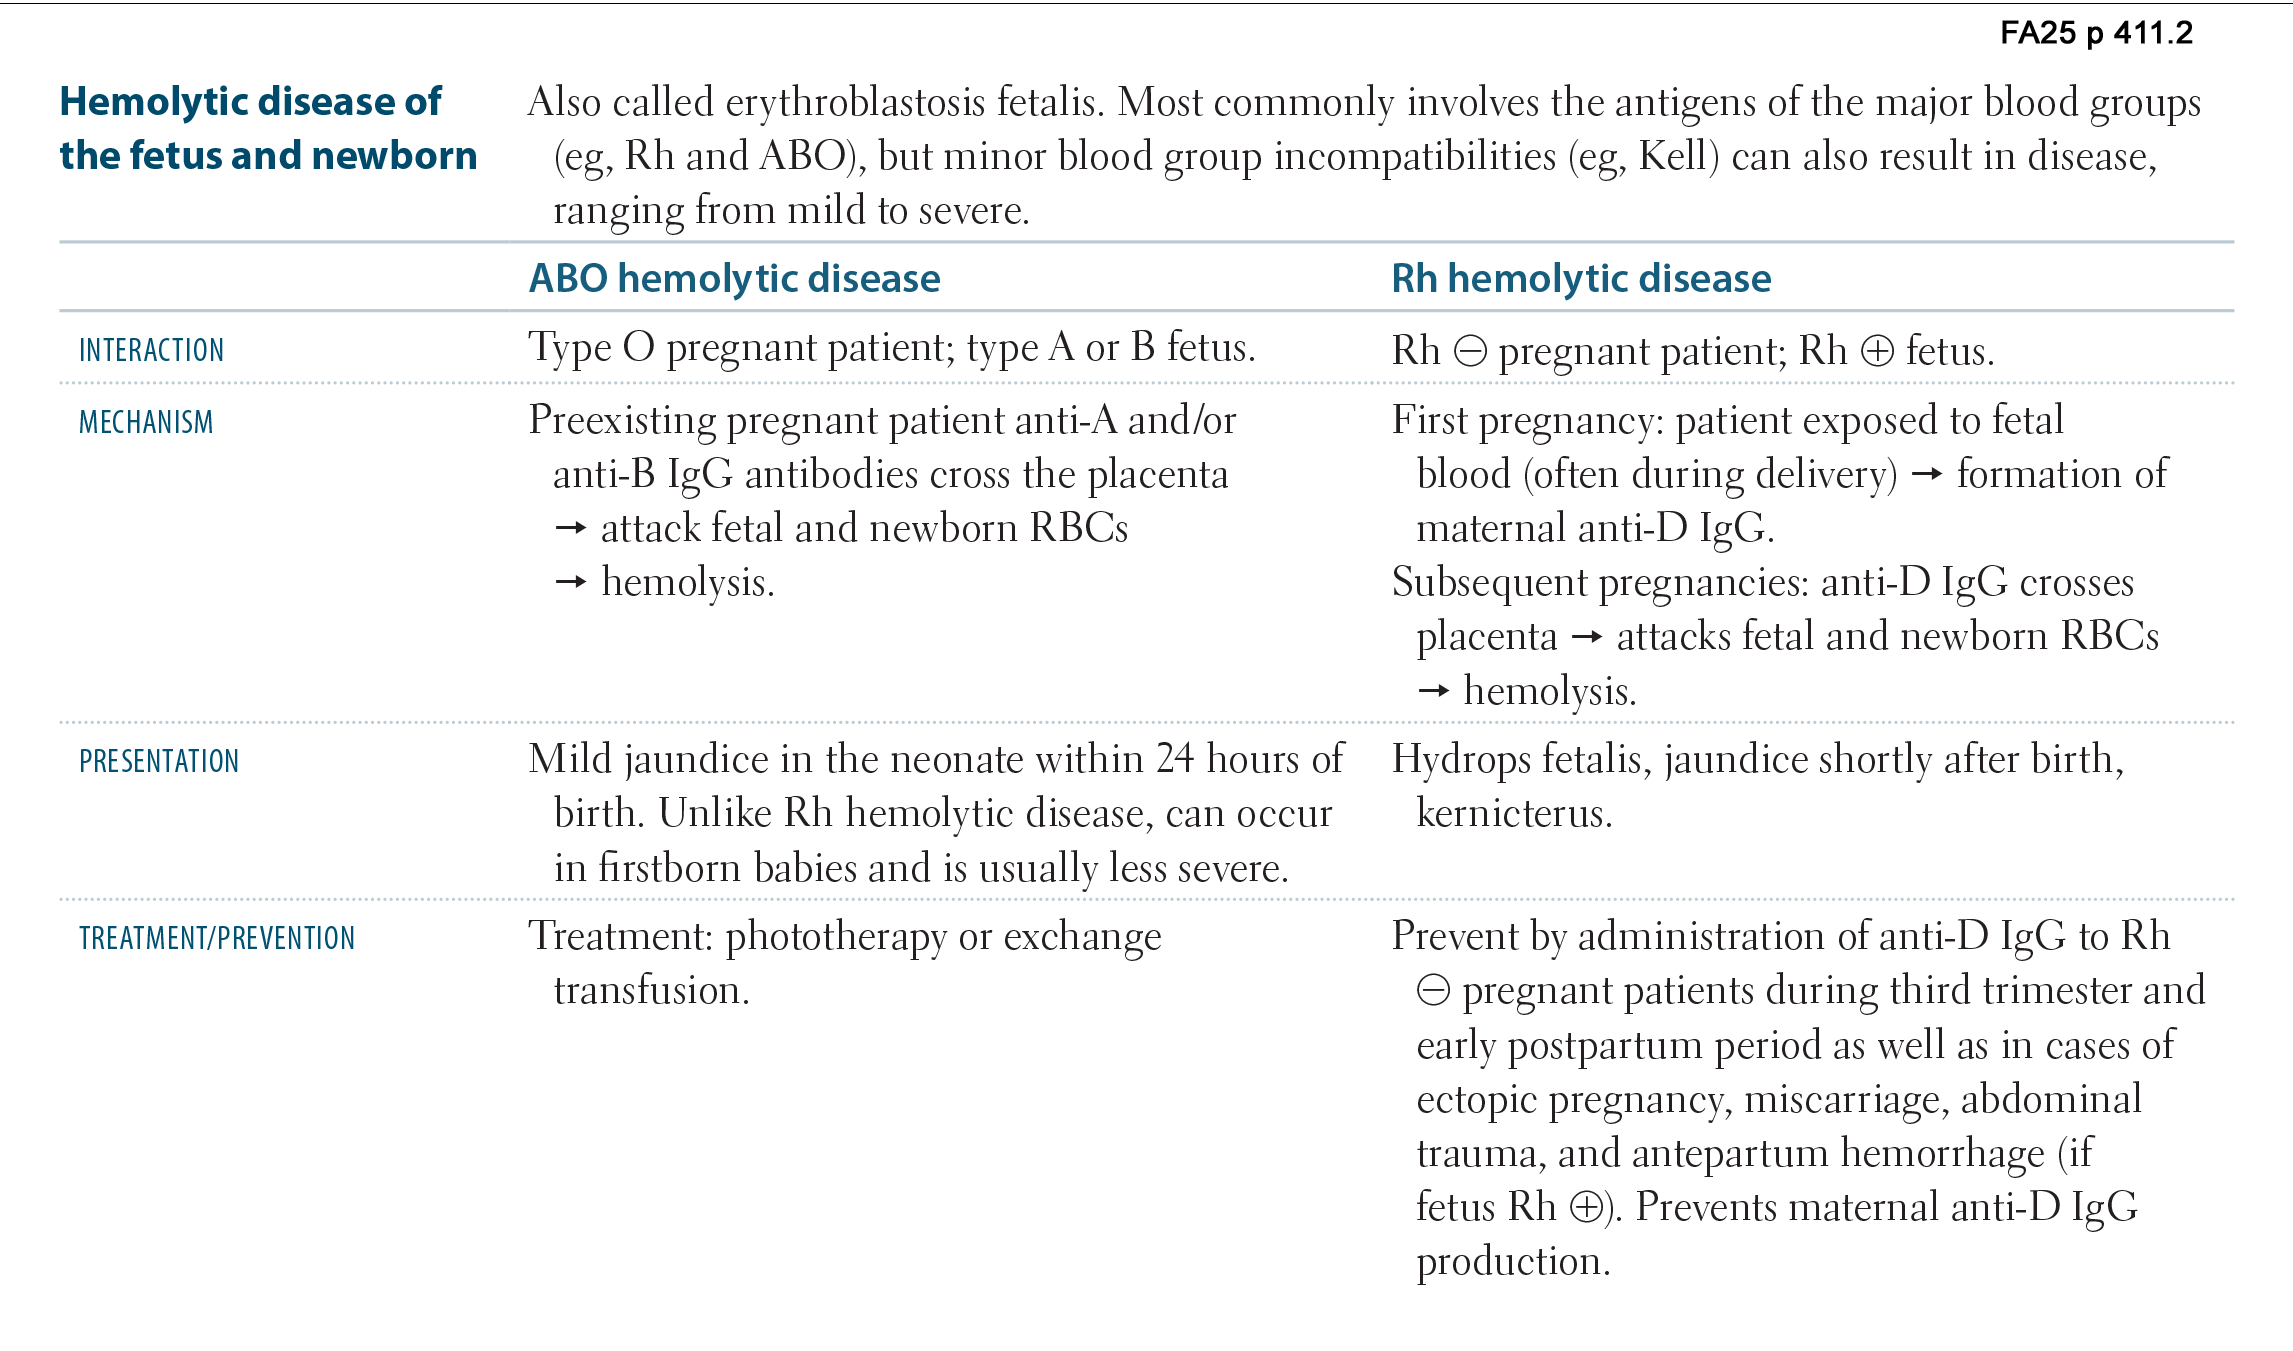 FA25 p 411.2
Hemolytic disease of
the fetus and newborn
Also called erythroblastosis fetalis. Most commonly involves the antigens of the major blood groups
(eg, Rh and ABO), but minor blood group incompatibilities (eg, Kell) can also result in disease,
ranging from mild to severe.
ABO hemolytic disease
Rh hemolytic disease
INTERACTION
Type O pregnant patient; type A or B fetus.
Rh ⊖ pregnant patient; Rh ⊕ fetus.
MECHANISM
Preexisting pregnant patient anti-A and/or
anti-B IgG antibodies cross the placenta
→ attack fetal and newborn RBCs
→ hemolysis.
First pregnancy: patient exposed to fetal
blood (often during delivery) → formation of
maternal anti-D IgG.
Subsequent pregnancies: anti-D IgG crosses
placenta → attacks fetal and newborn RBCs
→ hemolysis.
PRESENTATION
Mild jaundice in the neonate within 24 hours of
birth. Unlike Rh hemolytic disease, can occur
in firstborn babies and is usually less severe.
Hydrops fetalis, jaundice shortly after birth,
kernicterus.
TREATMENT/PREVENTION
Treatment: phototherapy or exchange
transfusion.
Prevent by administration of anti-D IgG to Rh
⊖ pregnant patients during third trimester and
early postpartum period as well as in cases of
ectopic pregnancy, miscarriage, abdominal
trauma, and antepartum hemorrhage (if
fetus Rh ⊕). Prevents maternal anti-D IgG
production.